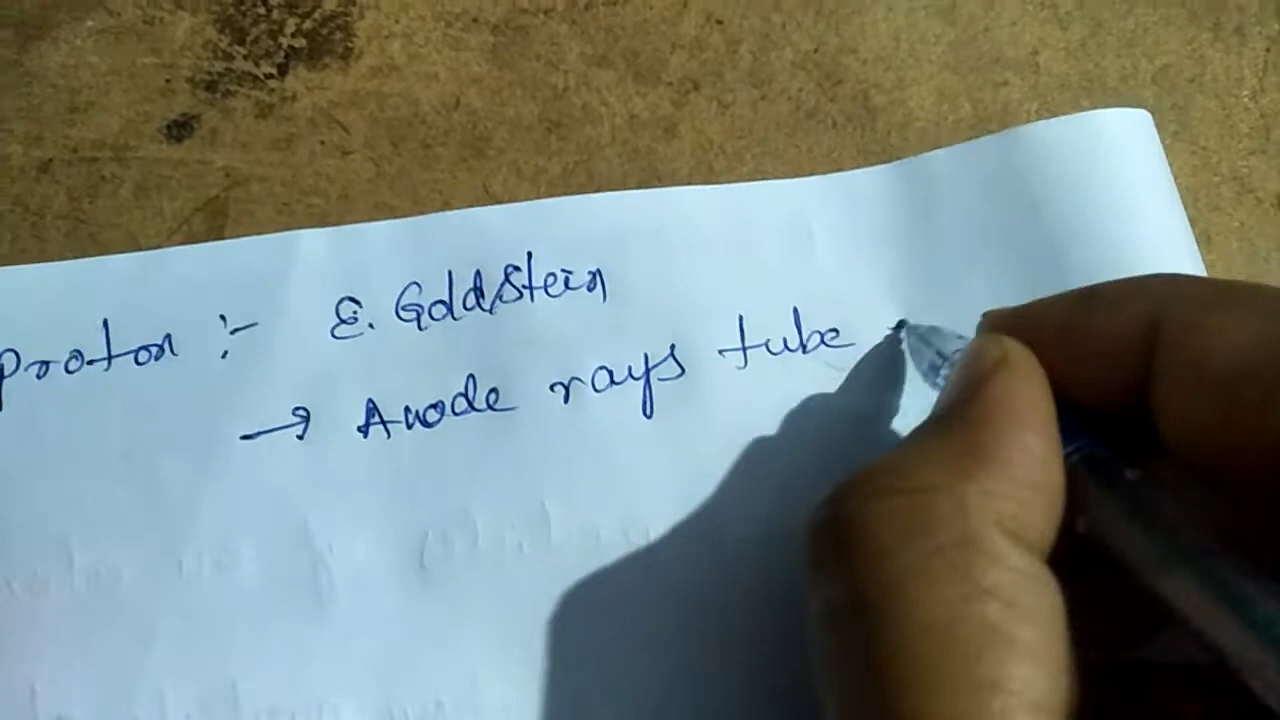 Proton :- E. Goldstein
→ Anode rays tube